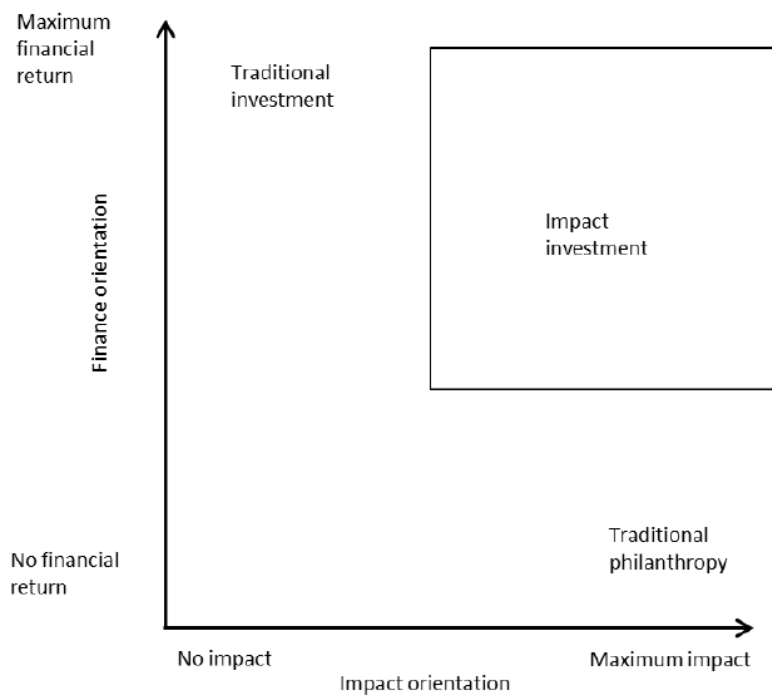 Maximum
financial
return
Traditional
investment
Impact
investment
Finance orientation
Traditional
philanthropy
No financial
return
No impact
Maximum impact
Impact orientation